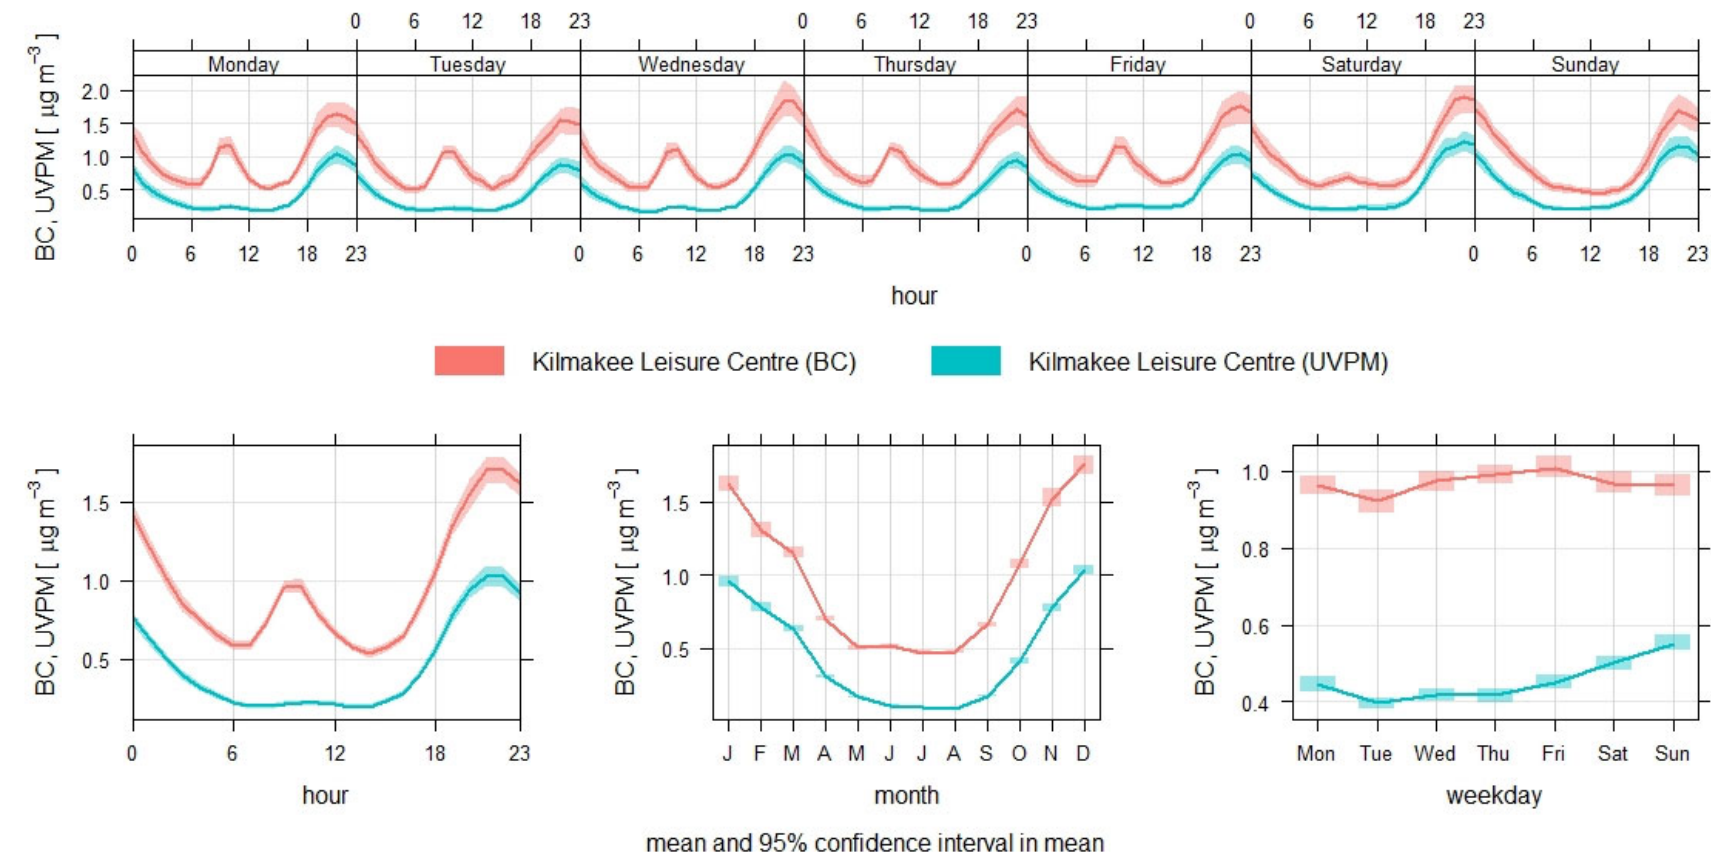 0 6 12 18 23 0 6 12 18 23 0 6 12 18 23
Monday Tuesday Wednesday Thursday Friday Saturday Sunday
BC, UVPM [ µg m⁻³ ]
2.0
1.5
1.0
0.5
0 6 12 18 23 0 6 12 18 23 0 6 12 18 23 0 6 12 18 23
hour
Kilmakee Leisure Centre (BC) Kilmakee Leisure Centre (UVPM)
BC, UVPM [ µg m⁻³ ]
1.5
1.0
0.5
0 6 12 18 23
hour
BC, UVPM [ µg m⁻³ ]
1.5
1.0
0.5
J F M A M J J A S O N D
month
BC, UVPM [ µg m⁻³ ]
1.0
0.8
0.6
0.4
Mon Tue Wed Thu Fri Sat Sun
weekday
mean and 95% confidence interval in mean